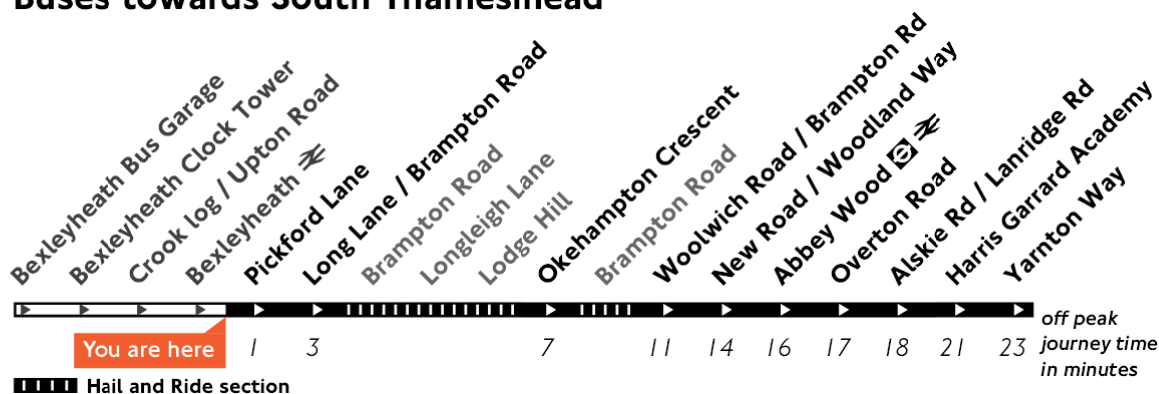 Buses towards South Thamesmead
Bexleyheath Bus Garage
Bexleyheath Clock Tower
Crook log / Upton Road
Bexleyheath
Pickford Lane
Long Lane / Brampton Road
Brampton Road
Longleigh Lane
Lodge Hill
Okehampton Crescent
Brampton Road
Woolwich Road / Brampton Rd
New Road / Woodland Way
Abbey Wood
Overton Road
Alskie Rd / Lanridge Rd
Harris Garrard Academy
Yarnton Way
You are here
1 3 7 11 14 16 17 18 21 23
off peak
journey time
in minutes
Hail and Ride section